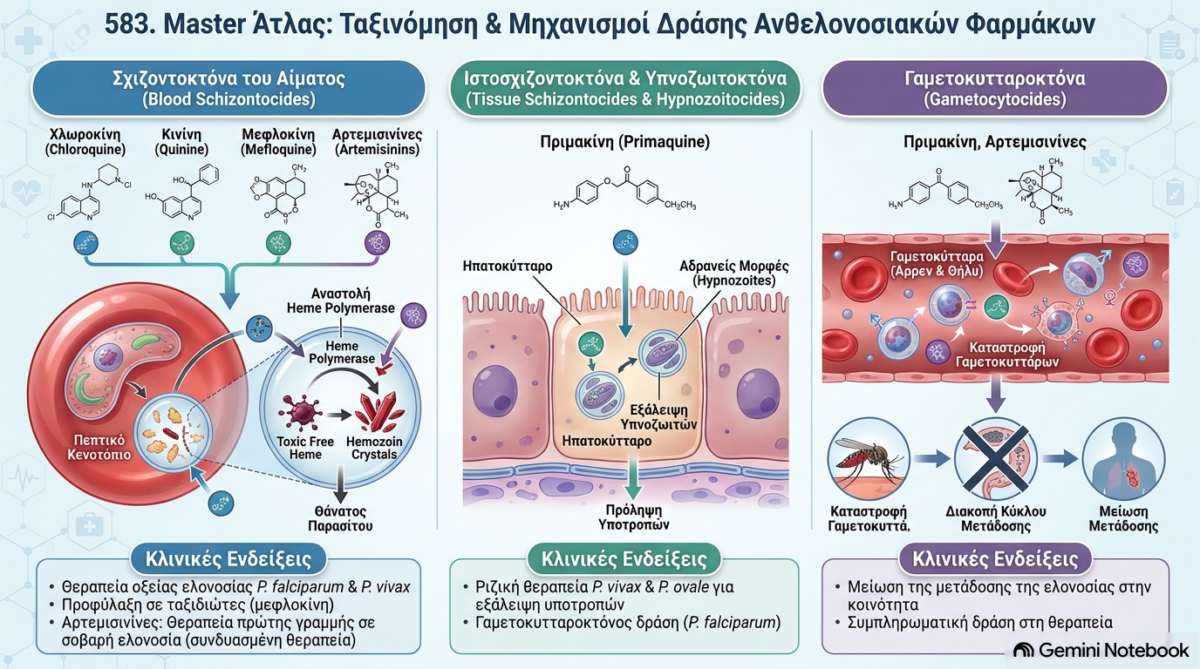 583. Master Άτλας: Ταξινόμηση & Μηχανισμοί Δράσης Ανθελονοσιακών Φαρμάκων
Σχιζοντοκτόνα του Αίματος
(Blood Schizontocides)
Χλωροκίνη
(Chloroquine)
Κινίνη
(Quinine)
Μεφλοκίνη
(Mefloquine)
Αρτεμισινίνες
(Artemisinins)
Αναστολή
Heme Polymerase
Heme
Polymerase
Πεπτικό
Κενοτόπιο
Toxic Free
Heme
Hemozoin
Crystals
Θάνατος
Παρασίτου
Κλινικές Ενδείξεις
• Θεραπεία οξείας ελονοσίας P. falciparum & P. vivax
• Προφύλαξη σε ταξιδιώτες (μεφλοκίνη)
• Αρτεμισινίνες: Θεραπεία πρώτης γραμμής σε
σοβαρή ελονοσία (συνδυασμένη θεραπεία)
Ιστοσχιζοντοκτόνα & Υπνοζωιτοκτόνα
(Tissue Schizontocides & Hypnozoitocides)
Πριμακίνη (Primaquine)
H₂N
O
O
CH₂CH₃
Ηπατοκύτταρο
Αδρανείς Μορφές
(Hypnozoites)
Εξάλειψη
Υπνοζωιτών
Ηπατοκύτταρο
Πρόληψη
Υποτροπών
Κλινικές Ενδείξεις
• Ριζική θεραπεία P. vivax & P. ovale για
εξάλειψη υποτροπών
• Γαμετοκυτταροκτόνος δράση (P. falciparum)
Γαμετοκυτταροκτόνα
(Gametocytocides)
Πριμακίνη, Αρτεμισινίνες
Γαμετοκύτταρα
(Άρρεν & Θήλυ)
Καταστροφή
Γαμετοκυττάρων
Καταστροφή
Γαμετοκυττά.
Διακοπή Κύκλου
Μετάδοσης
Μείωση
Μετάδοσης
Κλινικές Ενδείξεις
• Μείωση της μετάδοσης της ελονοσίας στην
κοινότητα
• Συμπληρωματική δράση στη θεραπεία
Gemini Notebook